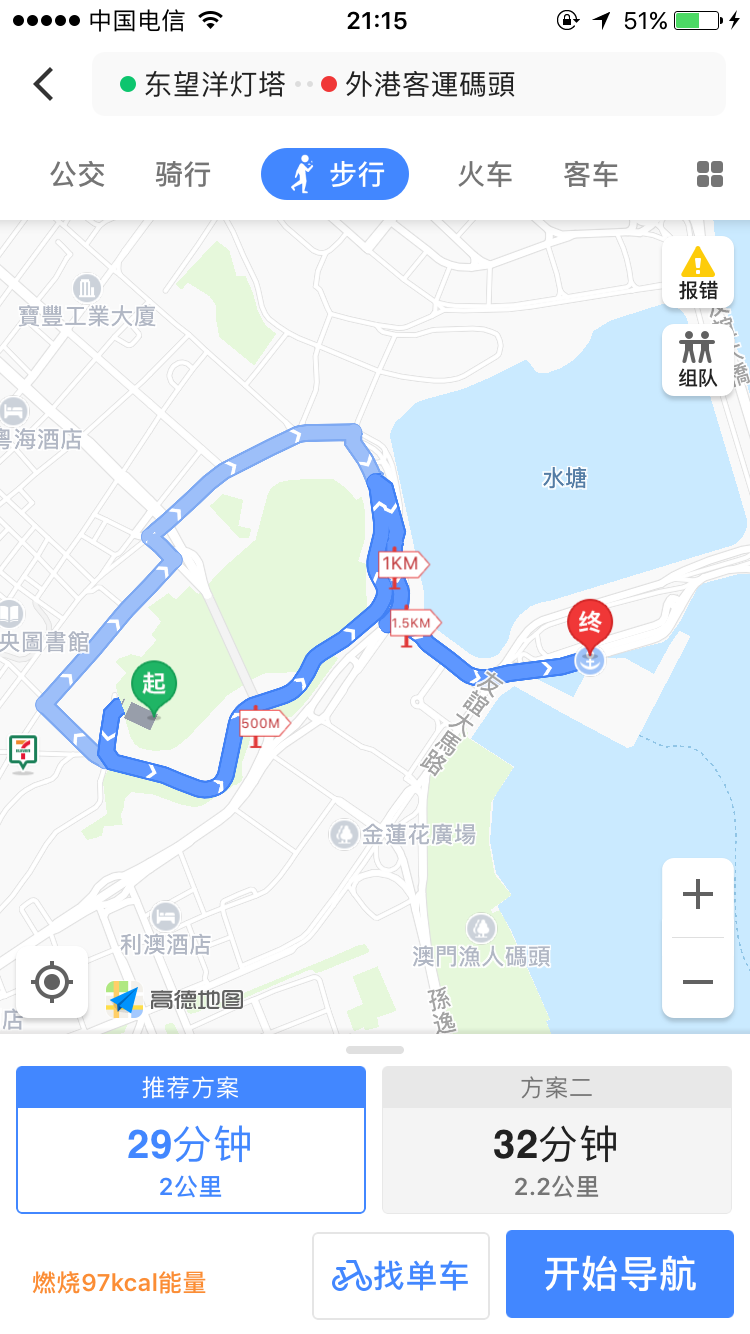 中国电信 21:15 51%
东望洋灯塔 外港客運碼頭
公交 骑行 步行 火车 客车
报错
寶豐工業大廈
友誼大橋
组队
粵海酒店
水塘
1KM
1.5KM
终
央圖書館
起
500M
7 ELEVEN
友誼大馬路
金蓮花廣場
利澳酒店
澳門漁人碼頭
孫逸
店
高德地图
推荐方案 方案二
29分钟 32分钟
2公里 2.2公里
燃烧97kcal能量 找单车 开始导航